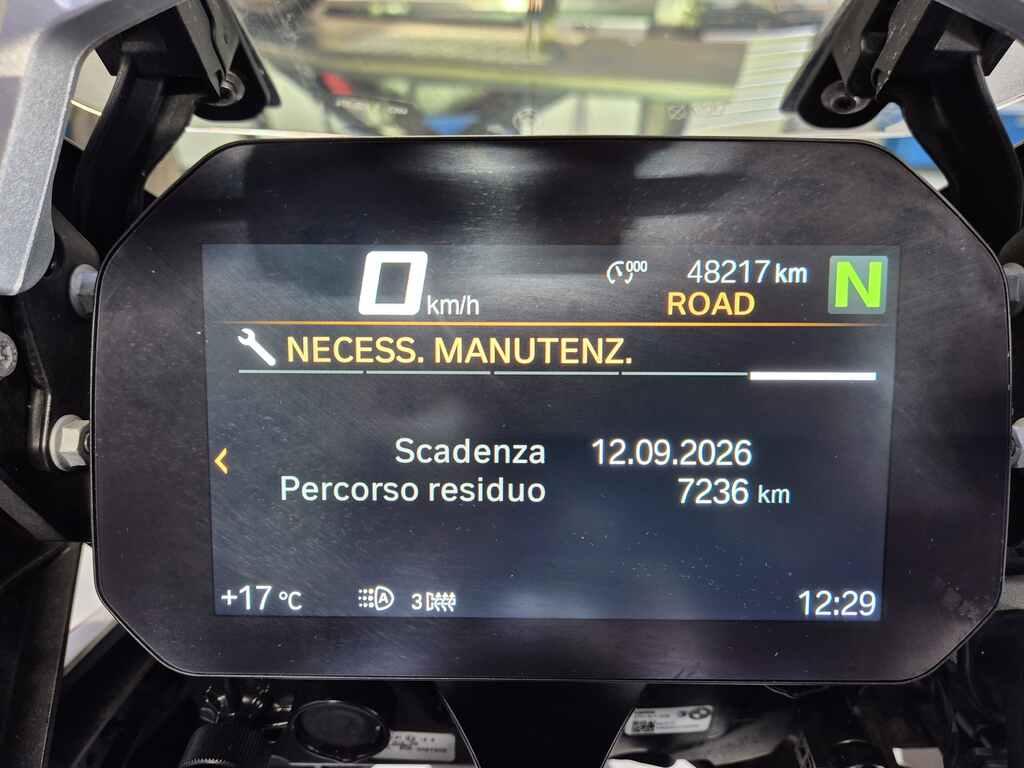 0 km/h
000 48217 km
ROAD
N
NECESS. MANUTENZ.
Scadenza 12.09.2026
Percorso residuo 7236 km
+17 °C A 3 12:29